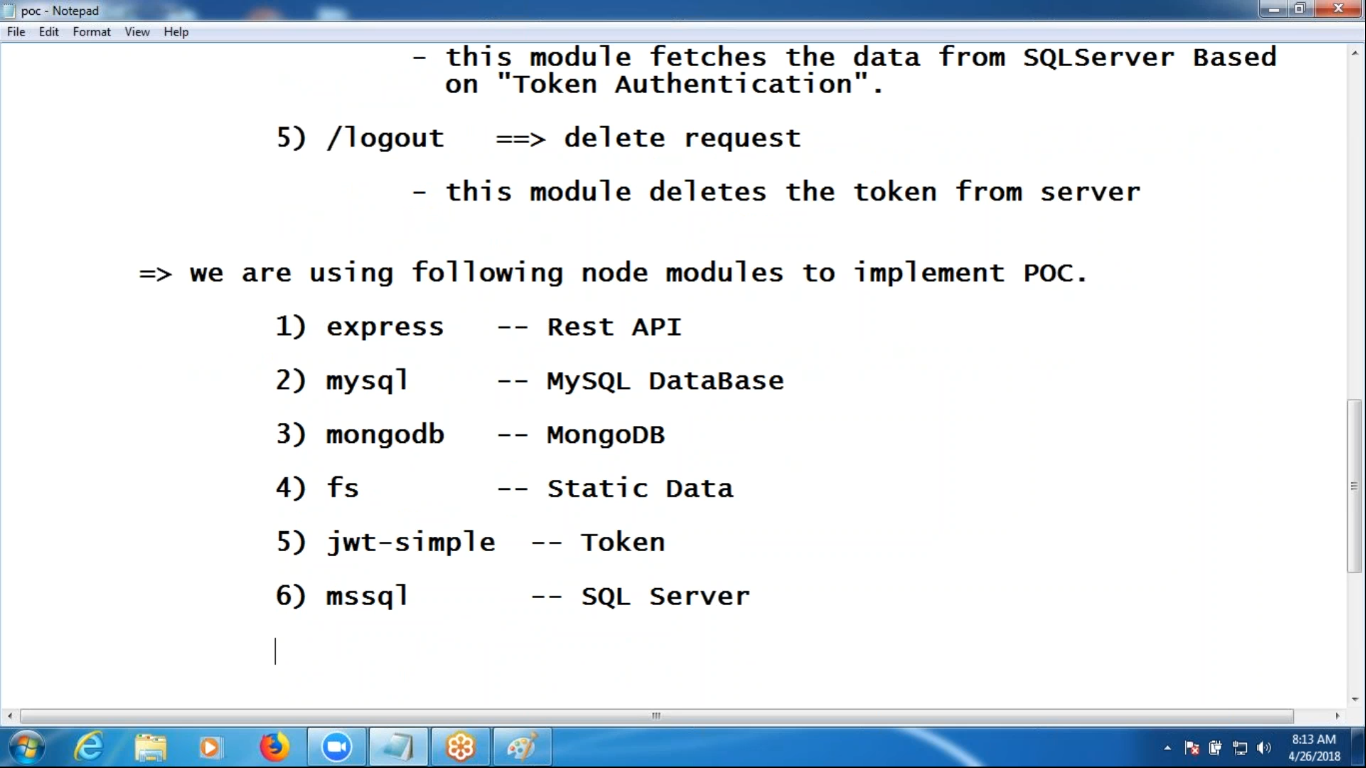 poc - Notepad
File Edit Format View Help
- this module fetches the data from SQLServer Based
on "Token Authentication".
5) /logout ==> delete request
- this module deletes the token from server
=> we are using following node modules to implement POC.
1) express -- Rest API
2) mysql -- MySQL DataBase
3) mongodb -- MongoDB
4) fs -- Static Data
5) jwt-simple -- Token
6) mssql -- SQL Server
8:13 AM
4/26/2018